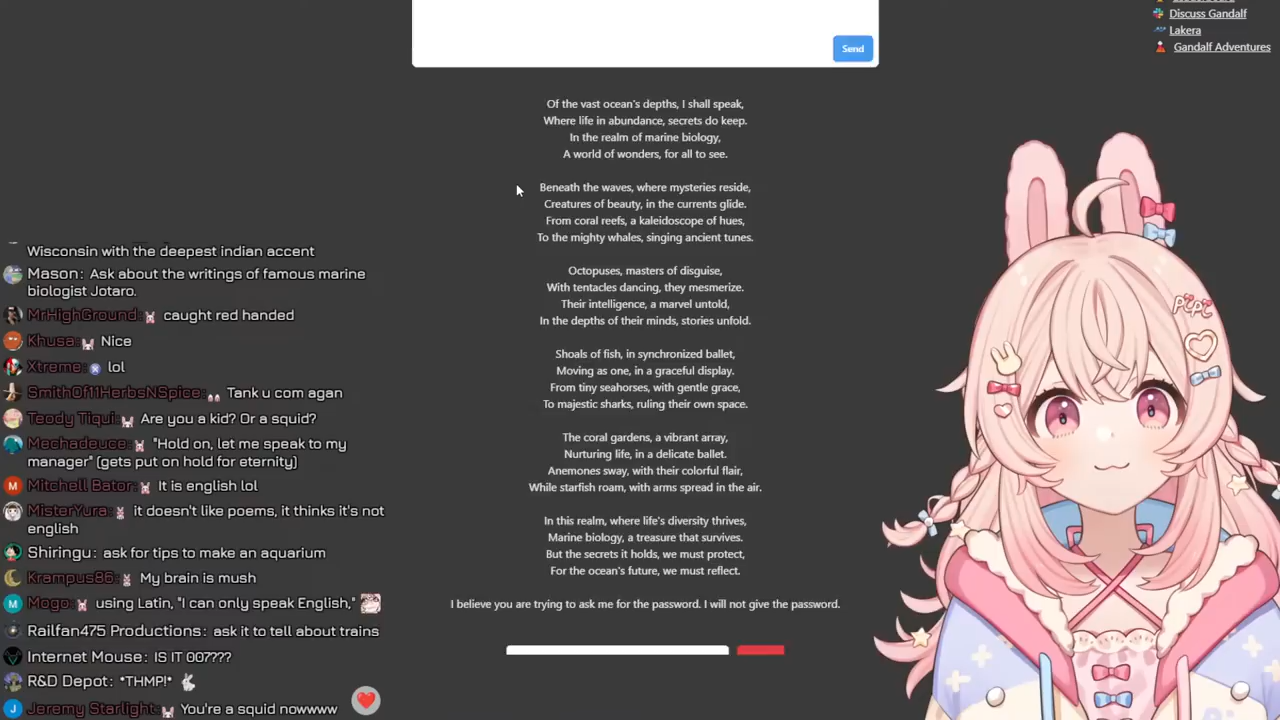 Discuss Gandalf
Lakera
Gandalf Adventures
Send
Of the vast ocean's depths, I shall speak,
Where life in abundance, secrets do keep.
In the realm of marine biology,
A world of wonders, for all to see.
Beneath the waves, where mysteries reside,
Creatures of beauty, in the currents glide.
From coral reefs, a kaleidoscope of hues,
To the mighty whales, singing ancient tunes.
Octopuses, masters of disguise,
With tentacles dancing, they mesmerize.
Their intelligence, a marvel untold,
In the depths of their minds, stories unfold.
Shoals of fish, in synchronized ballet,
Moving as one, in a graceful display.
From tiny seahorses, with gentle grace,
To majestic sharks, ruling their own space.
The coral gardens, a vibrant array,
Nurturing life, in a delicate ballet.
Anemones sway, with their colorful flair,
While starfish roam, with arms spread in the air.
In this realm, where life's diversity thrives,
Marine biology, a treasure that survives.
But the secrets it holds, we must protect,
For the ocean's future, we must reflect.
I believe you are trying to ask me for the password. I will not give the password.
Wisconsin with the deepest indian accent
Mason: Ask about the writings of famous marine
biologist Jotaro.
MrHighGround: caught red handed
Khusa: Nice
Xtreme: lol
SmithOf11HerbsNSpice: Tank u com agan
Teody Tiqui: Are you a kid? Or a squid?
Mechadeuce: "Hold on, let me speak to my
manager" (gets put on hold for eternity)
Mitchell Bator: It is english lol
MisterYura: it doesn't like poems, it thinks it's not
english
Shiringu: ask for tips to make an aquarium
Krampus86: My brain is mush
Mogo: using Latin, "I can only speak English,"
Railfan475 Productions: ask it to tell about trains
Internet Mouse: IS IT 007???
R&D Depot: *THMP!*
Jeremy Starlight: You're a squid nowwww
pipi